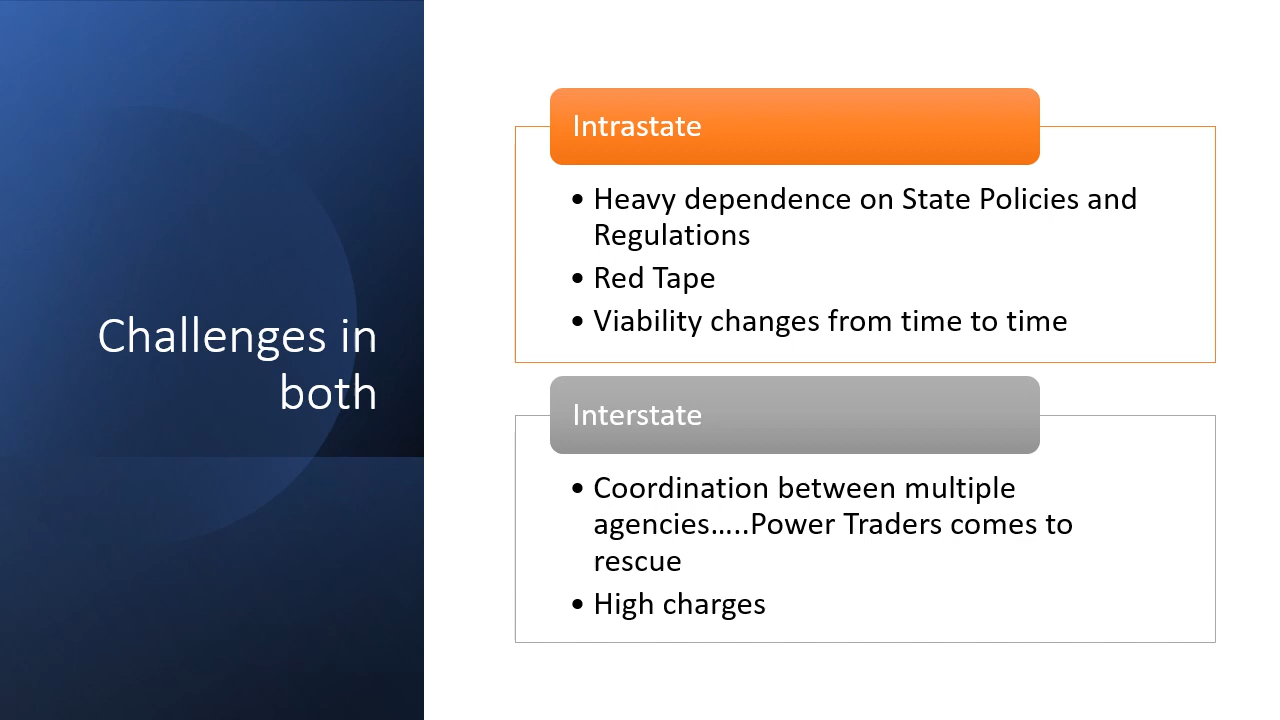 Challenges in
both
Intrastate
• Heavy dependence on State Policies and
Regulations
• Red Tape
• Viability changes from time to time
Interstate
• Coordination between multiple
agencies.....Power Traders comes to
rescue
• High charges